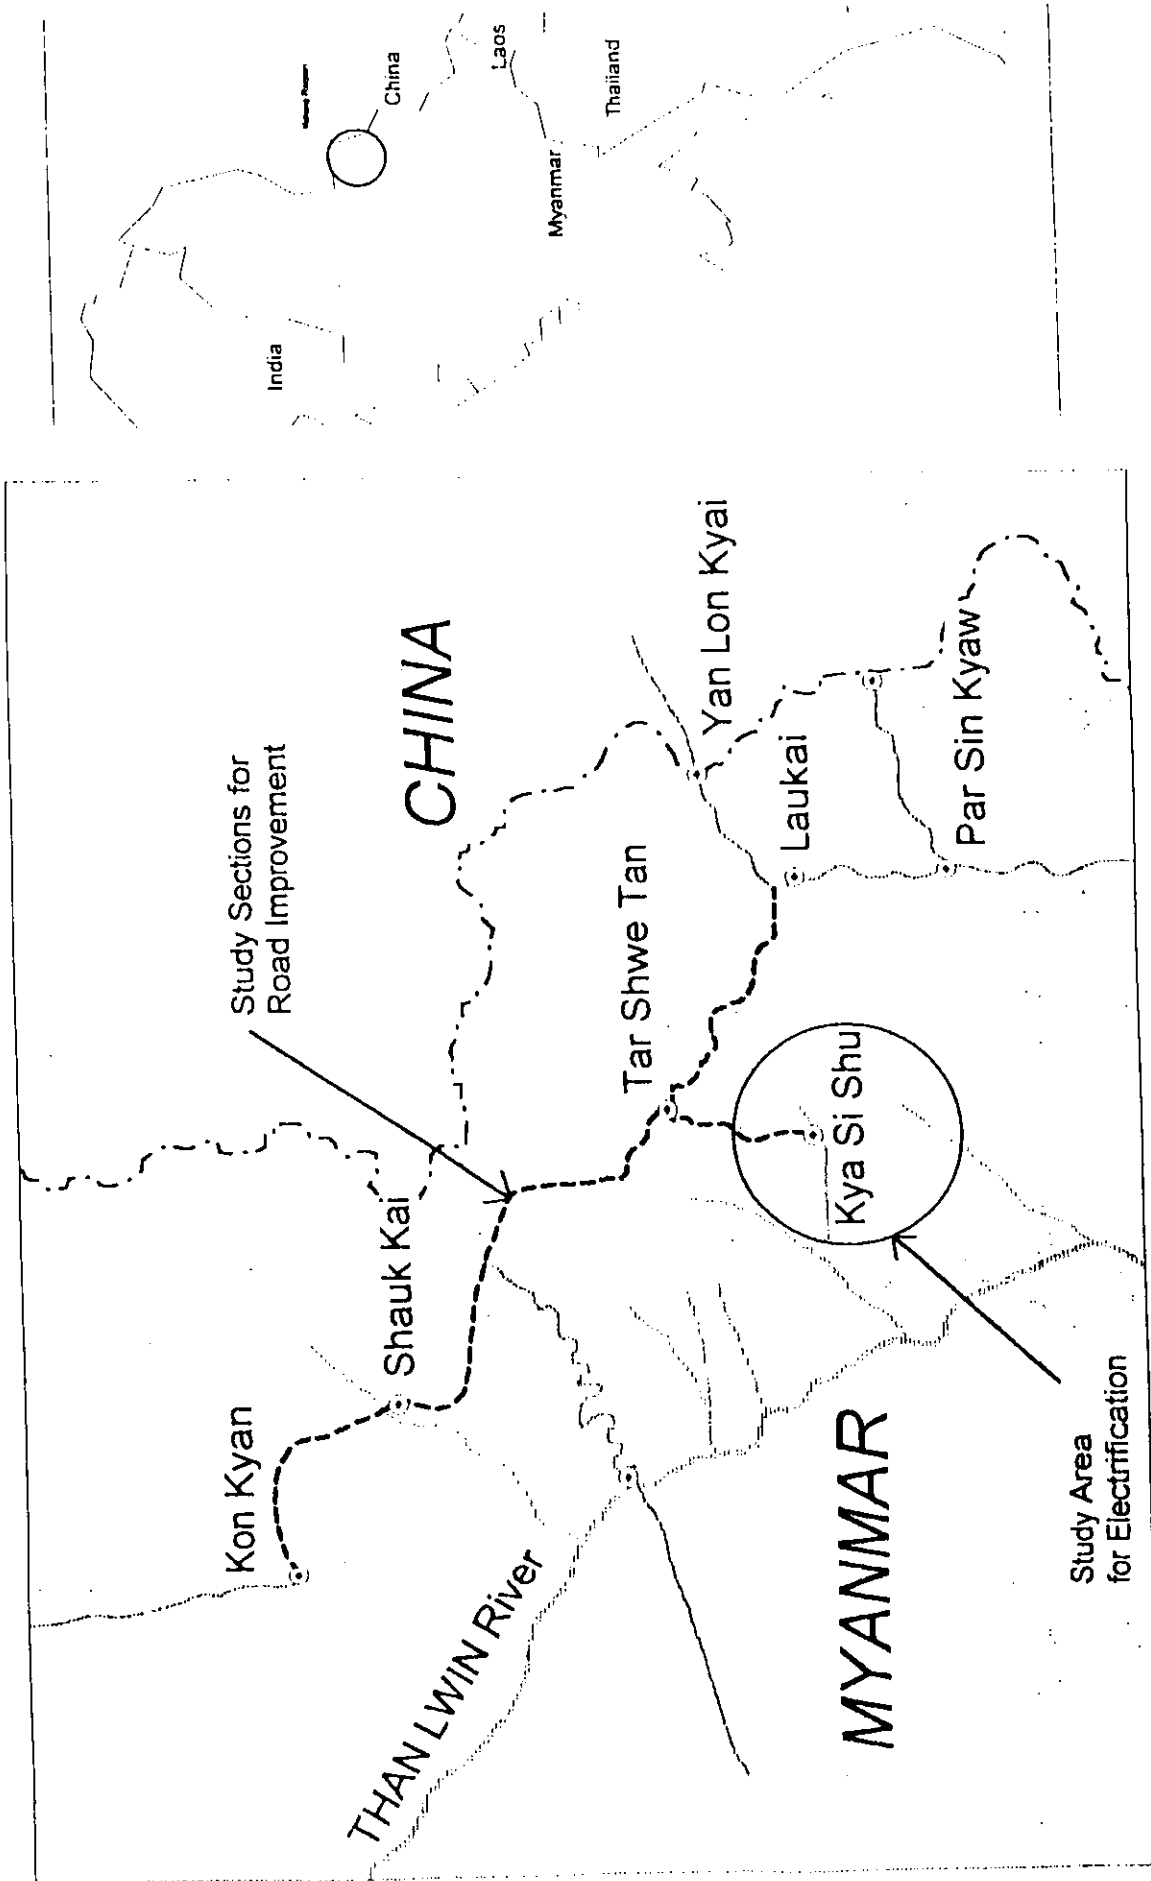 Kon Kyan
Shauk Kai
Study Sections for
Road Improvement
CHINA
THAN LWIN River
Tar Shwe Tan
Yan Lon Kyai
Laukai
Kya Si Shu
Par Sin Kyaw
MYANMAR
Study Area
for Electrification
India
China
Myanmar
Laos
Thailand